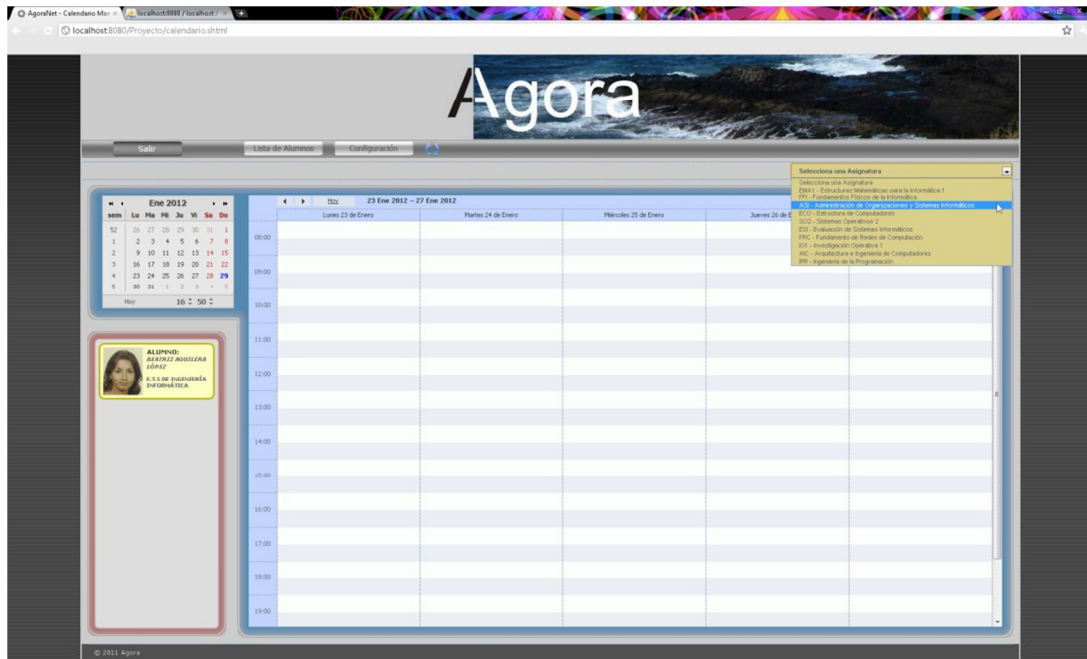 AgoraNet - Calendario Mar
localhost:8080 / localhost /
localhost:8080/Proyecto/calendario.shtml
Agora
Salir
Lista de Alumnos
Configuración
Selecciona una Asignatura
Selecciona una Asignatura
EMA1 - Estructuras Matemáticas para la Informática 1
FFI - Fundamentos Físicos de la Informática
ASI - Administración de Organizaciones y Sistemas Informáticos
ECO - Estructura de Computadores
SO2 - Sistemas Operativos 2
ESI - Evaluación de Sistemas Informáticos
FRC - Fundamento de Redes de Computación
IO1 - Investigación Operativa 1
AIC - Arquitectura e Ingeniería de Computadores
IPR - Ingeniería de la Programación
Ene 2012
sem Lu Ma Mi Ju Vi Sa Do
52 26 27 28 29 30 31 1
1 2 3 4 5 6 7 8
2 9 10 11 12 13 14 15
3 16 17 18 19 20 21 22
4 23 24 25 26 27 28 29
5 30 31 1 2 3 4 5
Hoy 16 50
Hoy
23 Ene 2012 – 27 Ene 2012
Lunes 23 de Enero
Martes 24 de Enero
Miércoles 25 de Enero
Jueves 26 de E
08:00
09:00
10:00
11:00
12:00
13:00
14:00
15:00
16:00
17:00
18:00
19:00
ALUMNO:
BEATRIZ AGUILERA
LÓPEZ
E.T.S DE INGENIERÍA
INFORMÁTICA
© 2011 Agora